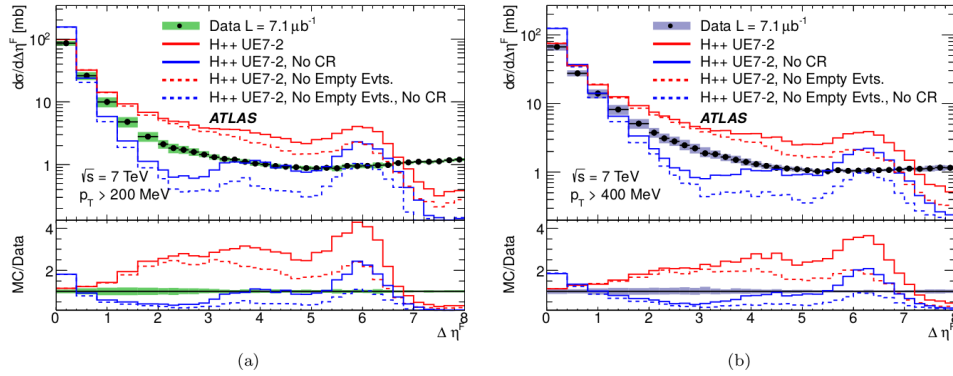 dσ/dΔη^F [mb]
10²
10
1
Data L = 7.1 μb⁻¹
H++ UE7-2
H++ UE7-2, No CR
H++ UE7-2, No Empty Evts.
H++ UE7-2, No Empty Evts., No CR
ATLAS
√s = 7 TeV
p_T > 200 MeV
MC/Data
4
2
0 1 2 3 4 5 6 7 8
Δ η^F
(a)
dσ/dΔη^F [mb]
10²
10
1
Data L = 7.1 μb⁻¹
H++ UE7-2
H++ UE7-2, No CR
H++ UE7-2, No Empty Evts.
H++ UE7-2, No Empty Evts., No CR
ATLAS
√s = 7 TeV
p_T > 400 MeV
MC/Data
4
2
0 1 2 3 4 5 6 7 8
Δ η^F
(b)